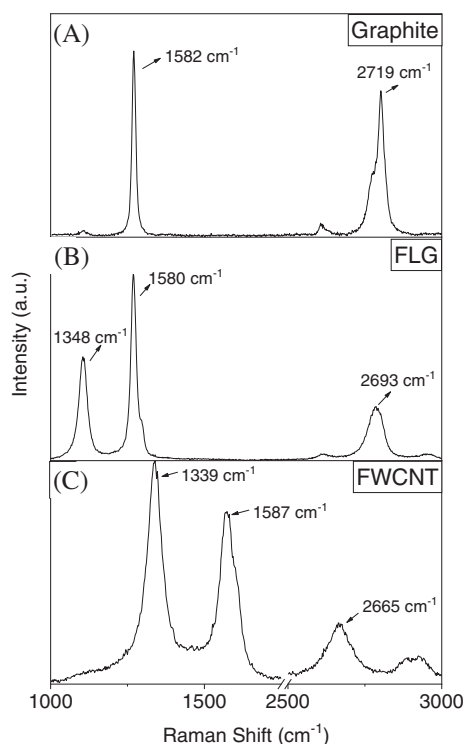 (A)
Graphite
1582 cm⁻¹
2719 cm⁻¹
(B)
FLG
1580 cm⁻¹
1348 cm⁻¹
2693 cm⁻¹
Intensity (a.u.)
(C)
FWCNT
1339 cm⁻¹
1587 cm⁻¹
2665 cm⁻¹
1000 1500 2500 3000
Raman Shift (cm⁻¹)